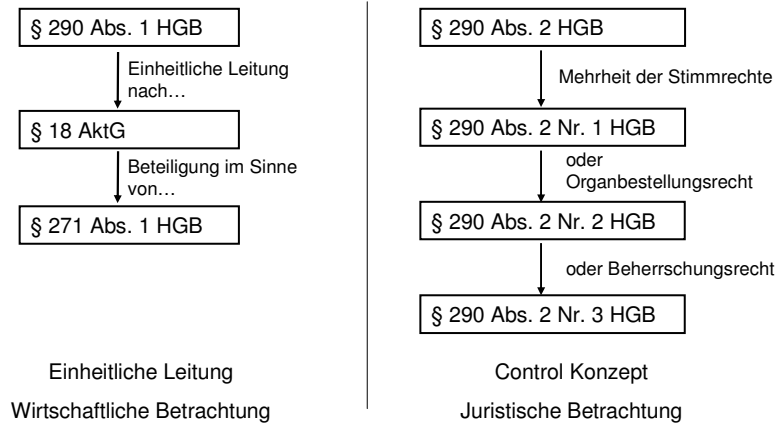 § 290 Abs. 1 HGB
Einheitliche Leitung
nach…
§ 18 AktG
Beteiligung im Sinne
von…
§ 271 Abs. 1 HGB
Einheitliche Leitung
Wirtschaftliche Betrachtung
§ 290 Abs. 2 HGB
Mehrheit der Stimmrechte
§ 290 Abs. 2 Nr. 1 HGB
oder
Organbestellungsrecht
§ 290 Abs. 2 Nr. 2 HGB
oder Beherrschungsrecht
§ 290 Abs. 2 Nr. 3 HGB
Control Konzept
Juristische Betrachtung